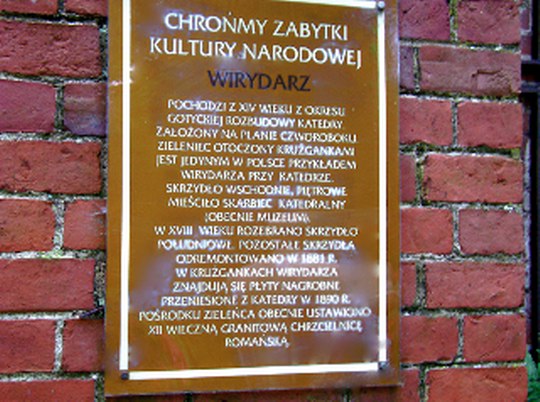 CHROŃMY ZABYTKI
KULTURY NARODOWEJ
WIRYDARZ
POCHODZI Z XIV WIEKU Z OKRESU
GOTYCKIEJ ROZBUDOWY KATEDRY.
ZAŁOŻONY NA PLANIE CZWOROBOKU.
ZIELENIEC OTOCZONY KRUŻGANKAMI
JEST JEDYNYM W POLSCE PRZYKŁADEM
WIRYDARZA PRZY KATEDRZE.
SKRZYDŁO WSCHODNIE, PIĘTROWE
MIEŚCIŁO SKARBIEC KATEDRALNY
(OBECNIE MUZEUM).
W XVIII WIEKU ROZEBRANO SKRZYDŁO
POŁUDNIOWE. POZOSTAŁE SKRZYDŁA
ODREMONTOWANO W 1881 R.
W KRUŻGANKACH WIRYDARZA
ZNAJDUJĄ SIĘ PŁYTY NAGROBNE
PRZENIESIONE Z KATEDRY W 1890 R.
POŚRODKU ZIELEŃCA OBECNIE USTAWIONO
XII WIECZNĄ GRANITOWĄ CHRZCIELNICĘ
ROMAŃSKĄ.